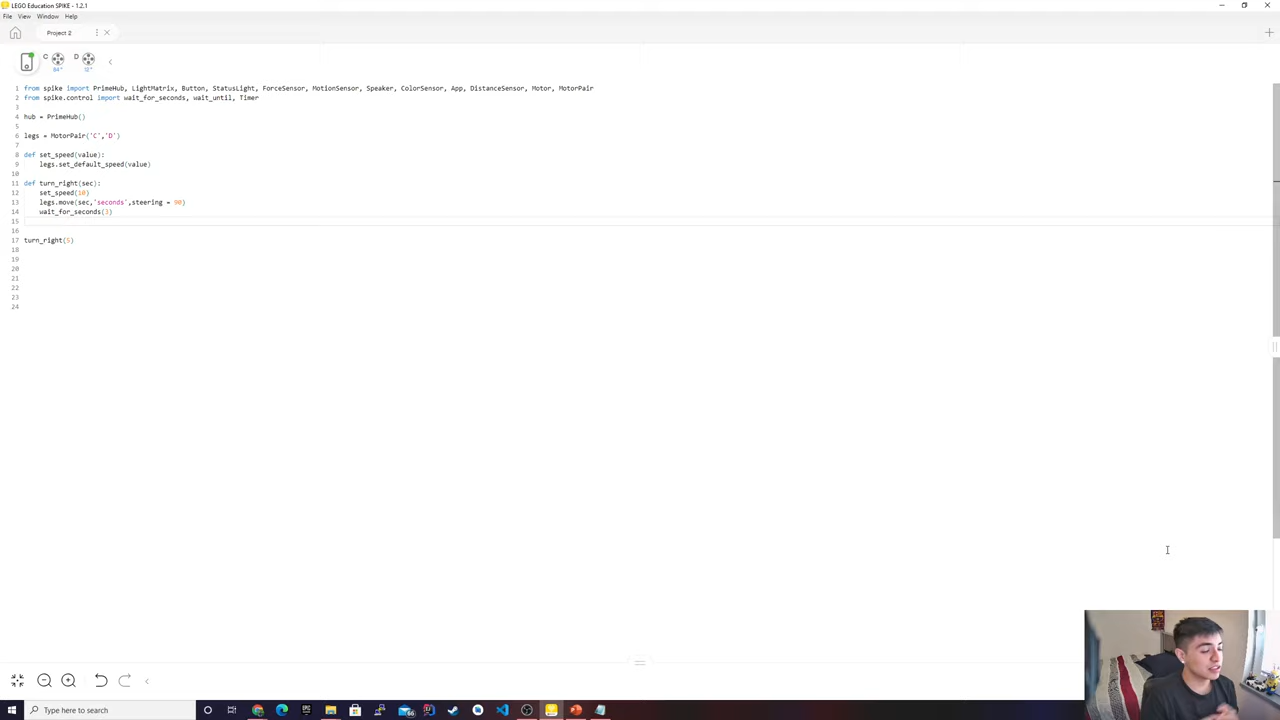 LEGO Education SPIKE - 1.2.1
File View Window Help
Project 2
C D
84° 12°
1 from spike import PrimeHub, LightMatrix, Button, StatusLight, ForceSensor, MotionSensor, Speaker, ColorSensor, App, DistanceSensor, Motor, MotorPair
2 from spike.control import wait_for_seconds, wait_until, Timer
3
4 hub = PrimeHub()
5
6 legs = MotorPair('C','D')
7
8 def set_speed(value):
9 legs.set_default_speed(value)
10
11 def turn_right(sec):
12 set_speed(10)
13 legs.move(sec,'seconds',steering = 90)
14 wait_for_seconds(3)
15
16
17 turn_right(5)
18
19
20
21
22
23
24
Type here to search
66